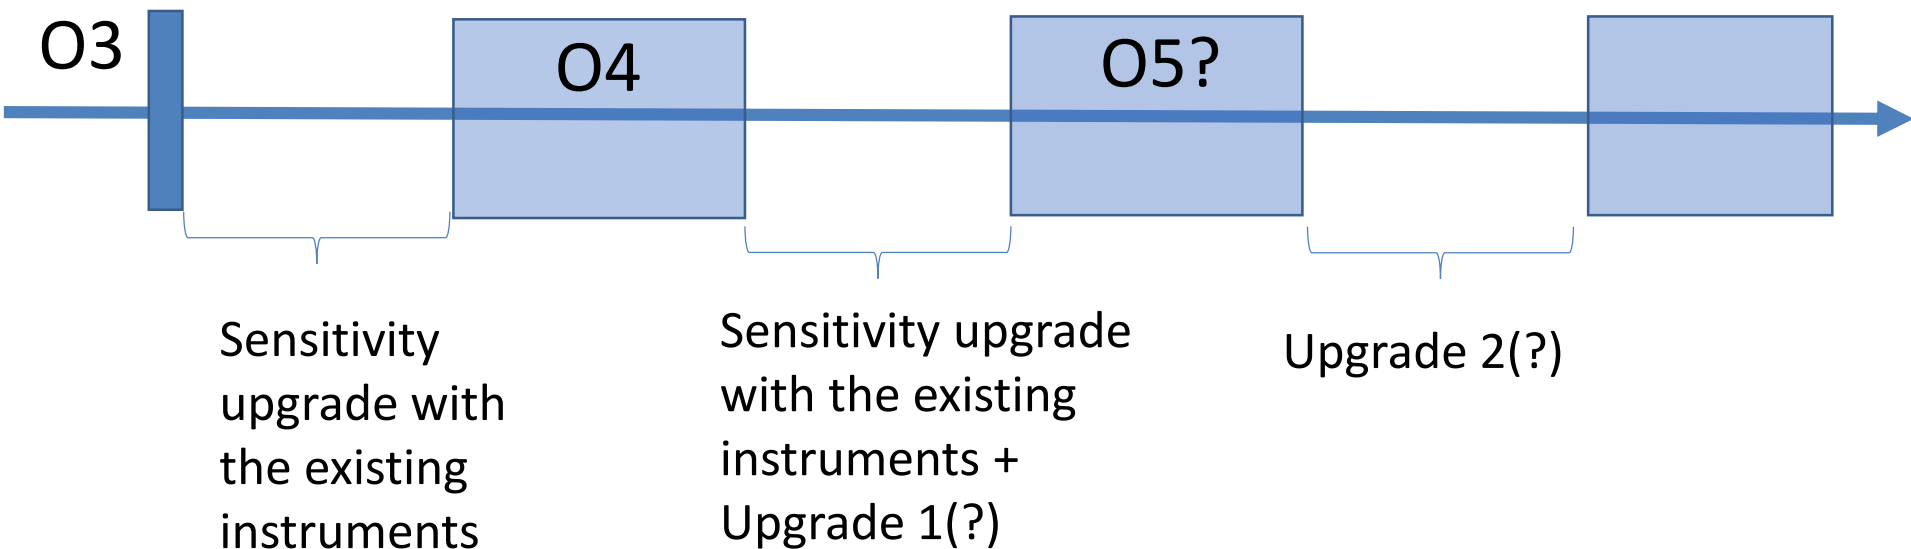 O3
O4
O5?
Sensitivity
upgrade with
the existing
instruments
Sensitivity upgrade
with the existing
instruments +
Upgrade 1(?)
Upgrade 2(?)